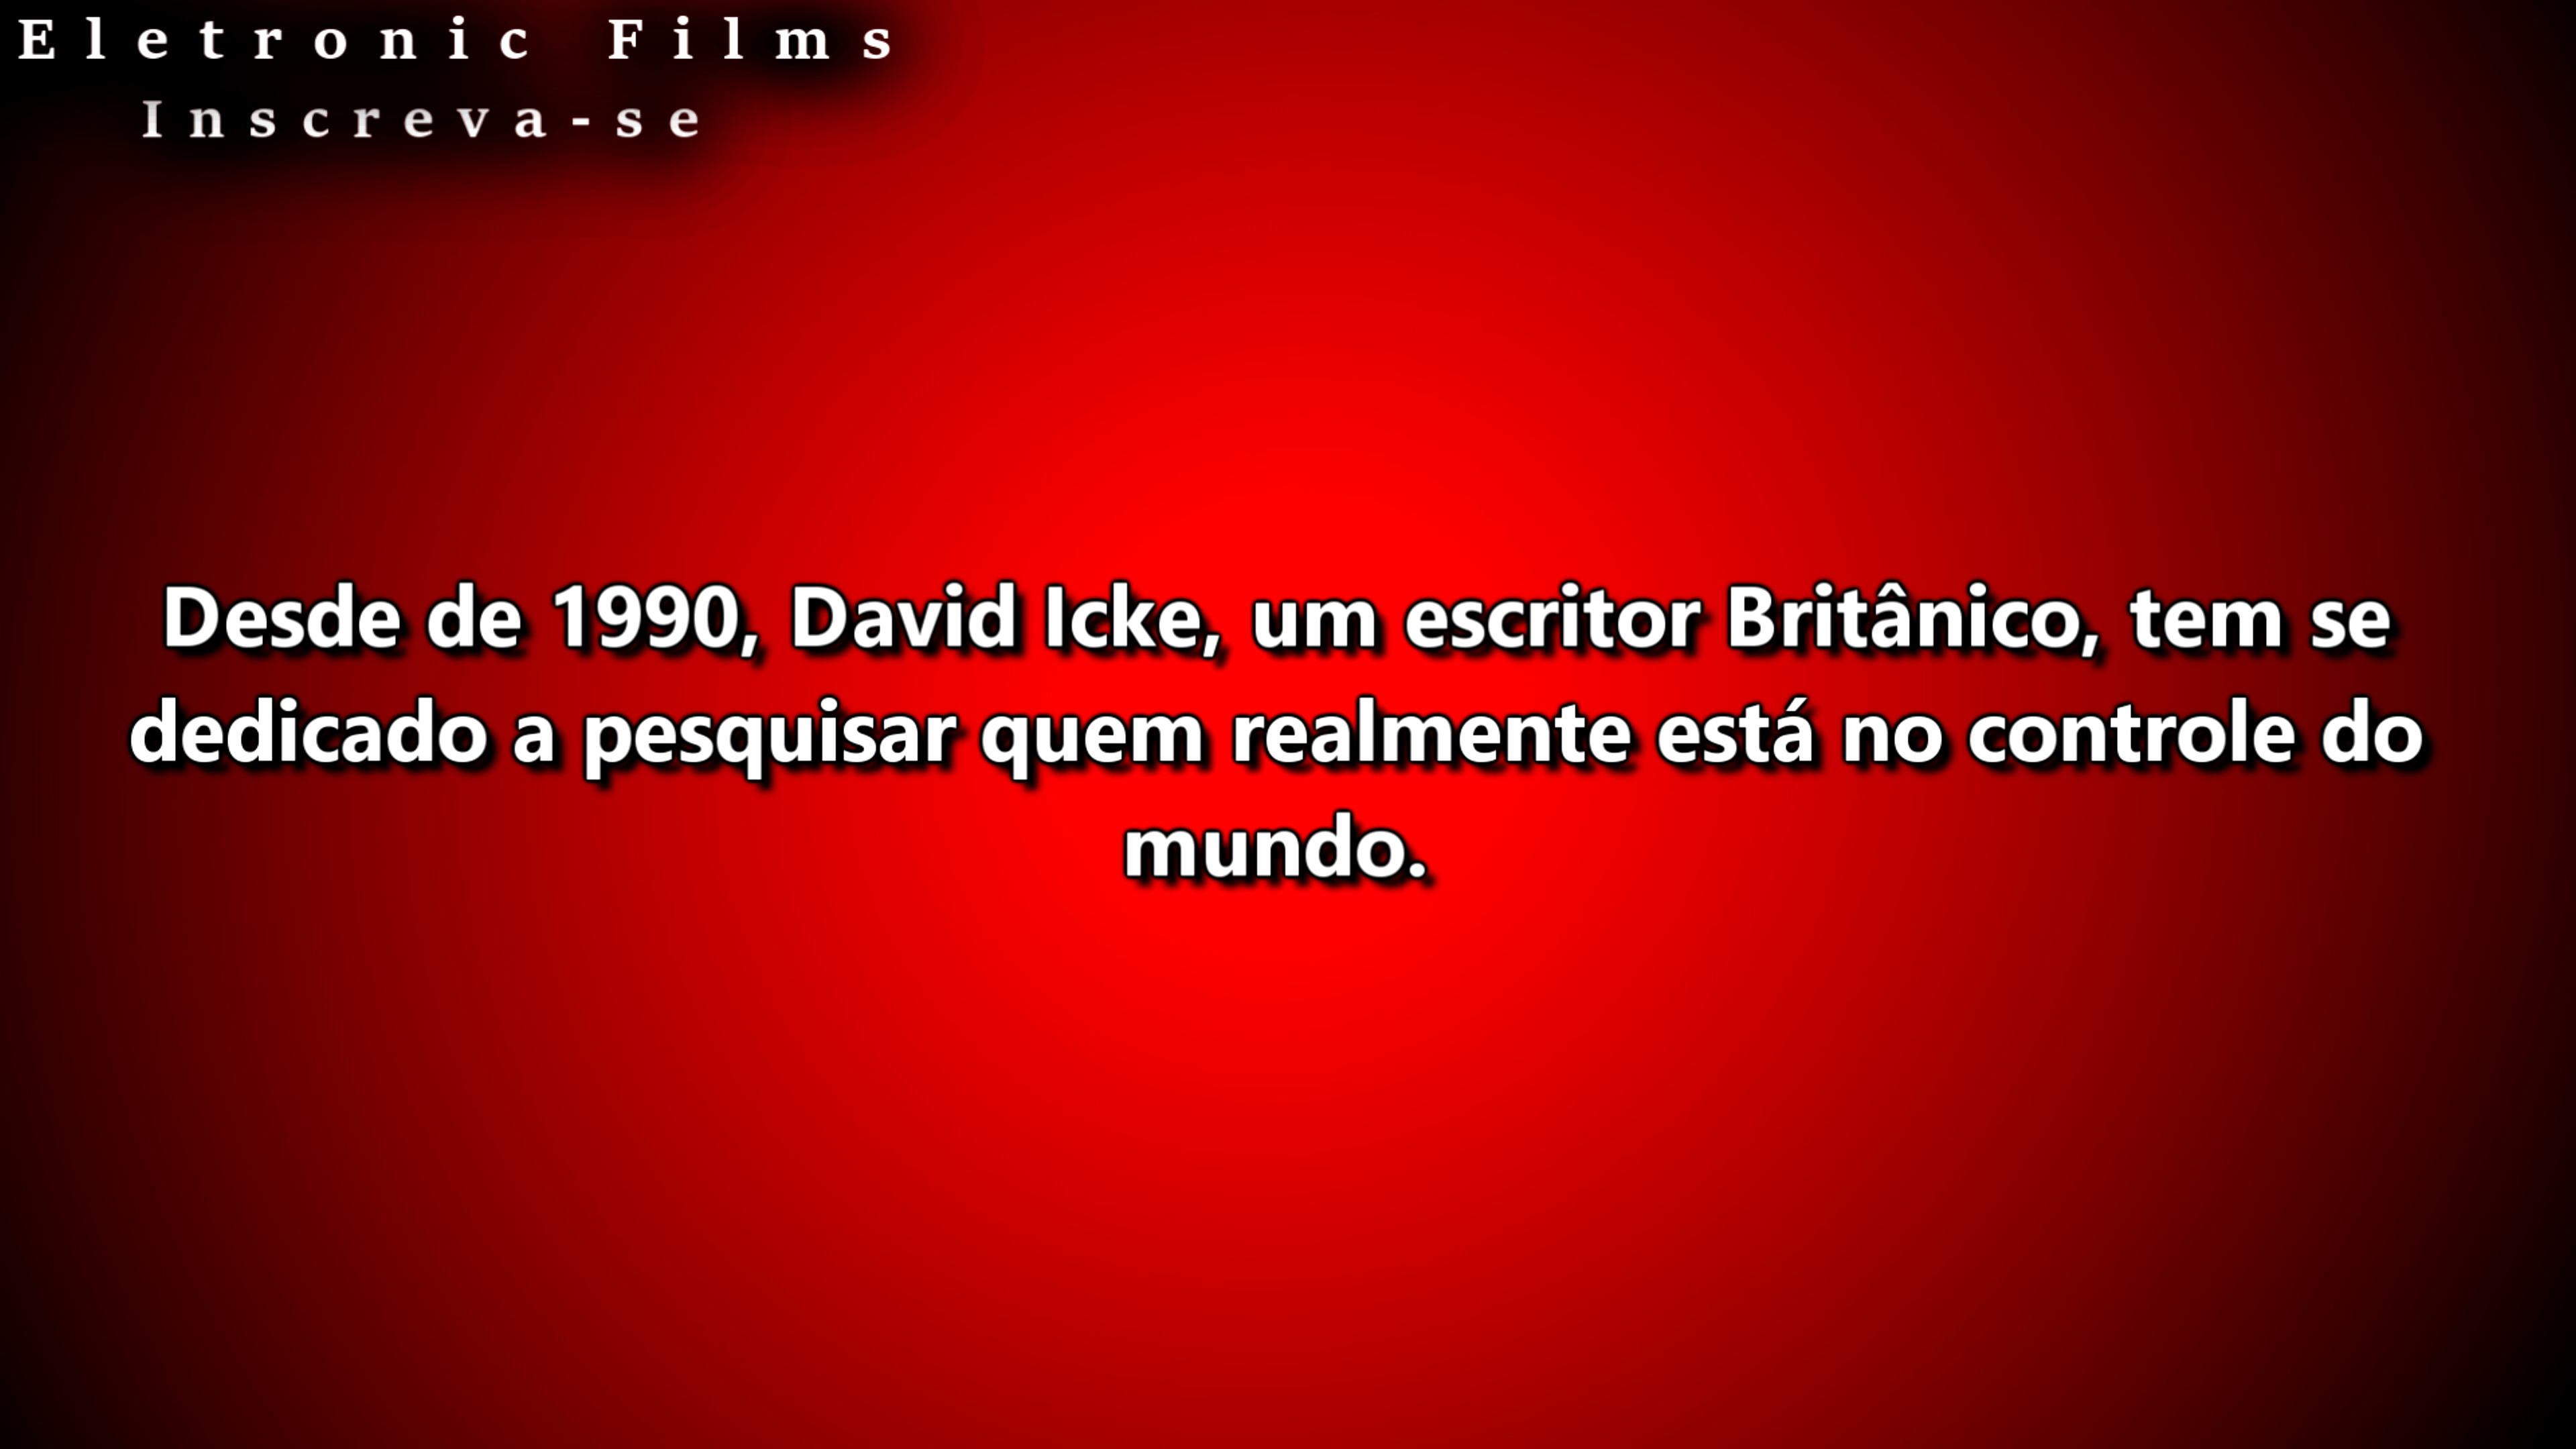 Eletronic Films
Inscreva-se
Desde de 1990, David Icke, um escritor Britânico, tem se
dedicado a pesquisar quem realmente está no controle do
mundo.